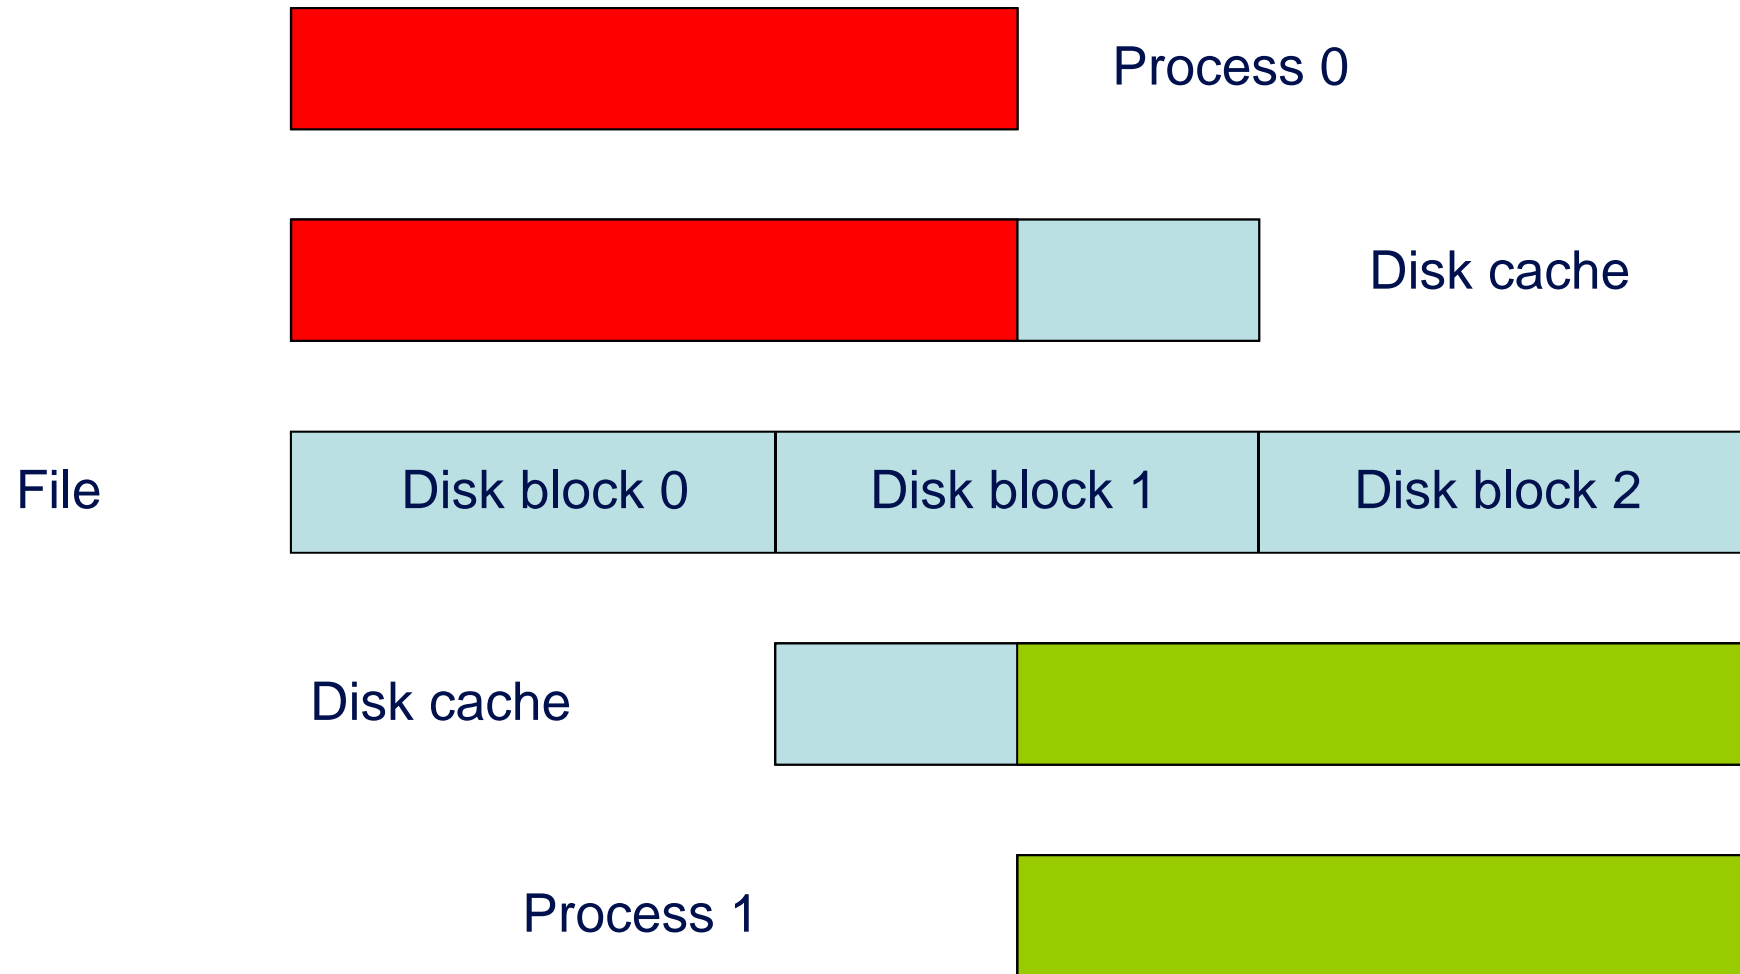 Process 0
Disk cache
File
Disk block 0
Disk block 1
Disk block 2
Disk cache
Process 1